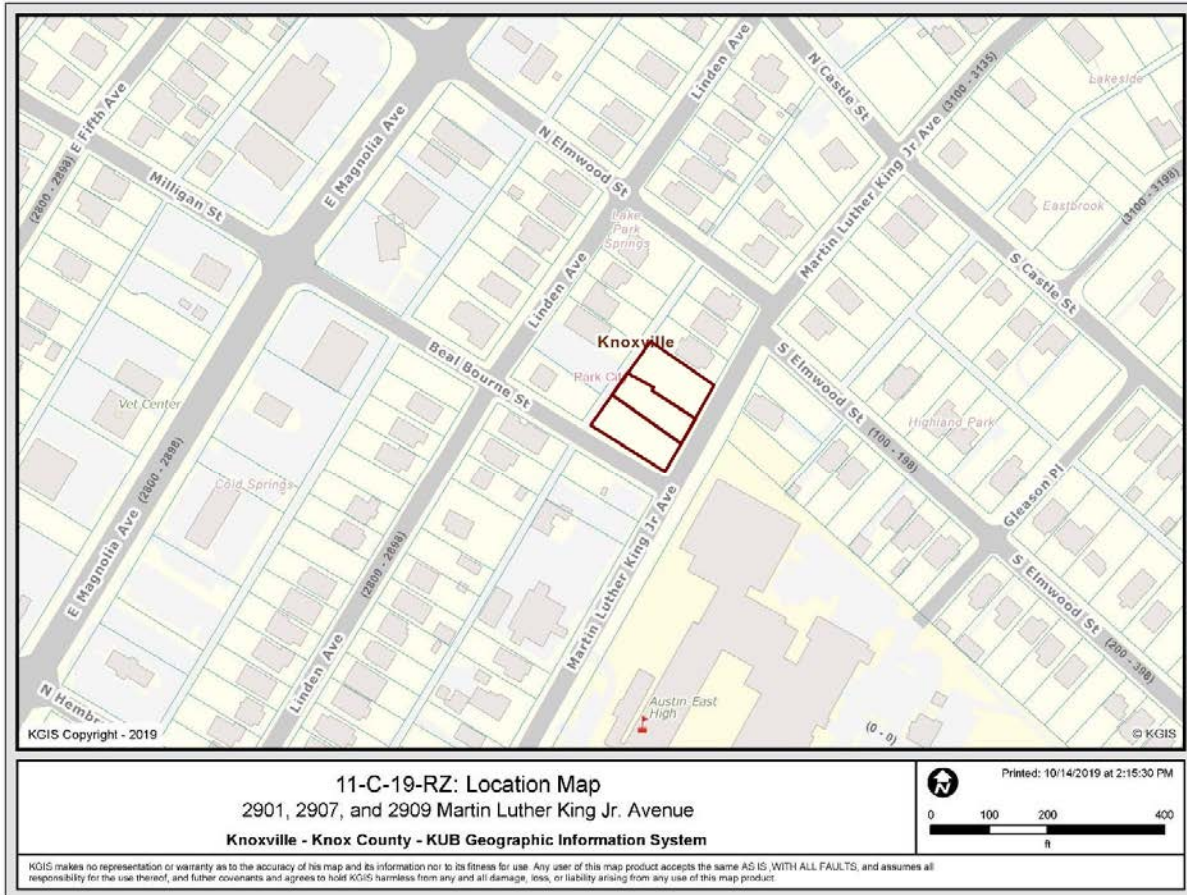 Linden Ave
N Castle St
Martin Luther King Jr Ave (3100 - 3135)
Lakeside
E Fifth Ave
(2800 - 2898)
E Magnolia Ave
N Elmwood St
Milligan St
Lake
Park
Springs
Eastbrook
(3100 - 3198)
S Castle St
Linden Ave
Knoxville
Beal Bourne St
S Elmwood St
(100 - 198)
Highland Park
Vet Center
Cold Springs
Gleason Pl
E Magnolia Ave (2800 - 2898)
(2800 - 2898)
Martin Luther King Jr Ave
S Elmwood St
(200 - 398)
Linden Ave
Austin East
High
(0 - 0)
KGIS Copyright - 2019
© KGIS
11-C-19-RZ: Location Map
2901, 2907, and 2909 Martin Luther King Jr. Avenue
Knoxville - Knox County - KUB Geographic Information System
N
Printed: 10/14/2019 at 2:15:30 PM
0 100 200 400
ft
KGIS makes no representation or warranty as to the accuracy of his map and its information nor to its fitness for use. Any user of this map product accepts the same AS IS ,WITH ALL FAULTS, and assumes all
responsibility for the use thereof, and futher covenants and agrees to hold KGIS harmless from any and all damage, loss, or liability arising from any use of this map product.